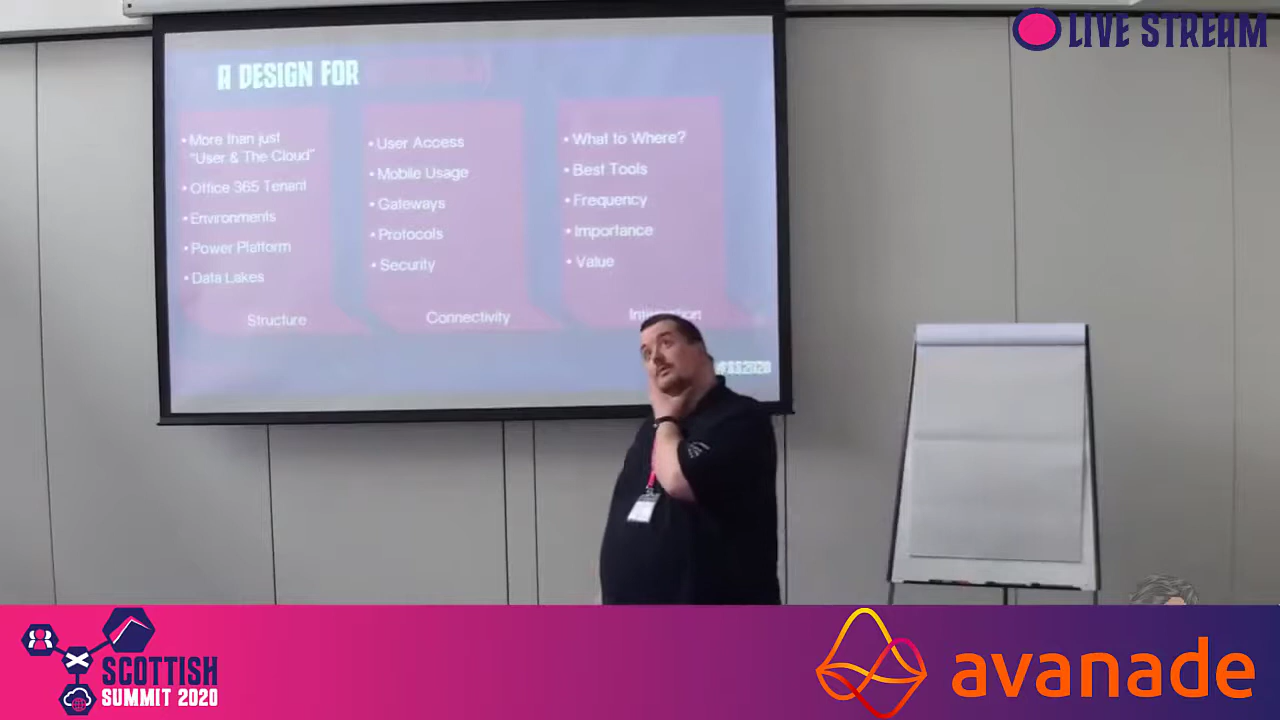 LIVE STREAM
A DESIGN FOR
• More than just
"User & The Cloud"
• Office 365 Tenant
• Environments
• Power Platform
• Data Lakes
Structure
• User Access
• Mobile Usage
• Gateways
• Protocols
• Security
Connectivity
• What to Where?
• Best Tools
• Frequency
• Importance
• Value
#SS2020
SCOTTISH
SUMMIT 2020
avanade